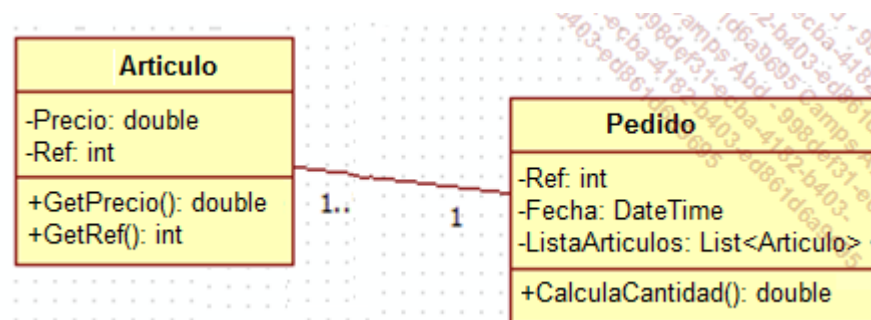 Articulo
-Precio: double
-Ref: int
+GetPrecio(): double
+GetRef(): int
1..
1
Pedido
-Ref: int
-Fecha: DateTime
-ListaArticulos: List<Articulo>
+CalculaCantidad(): double